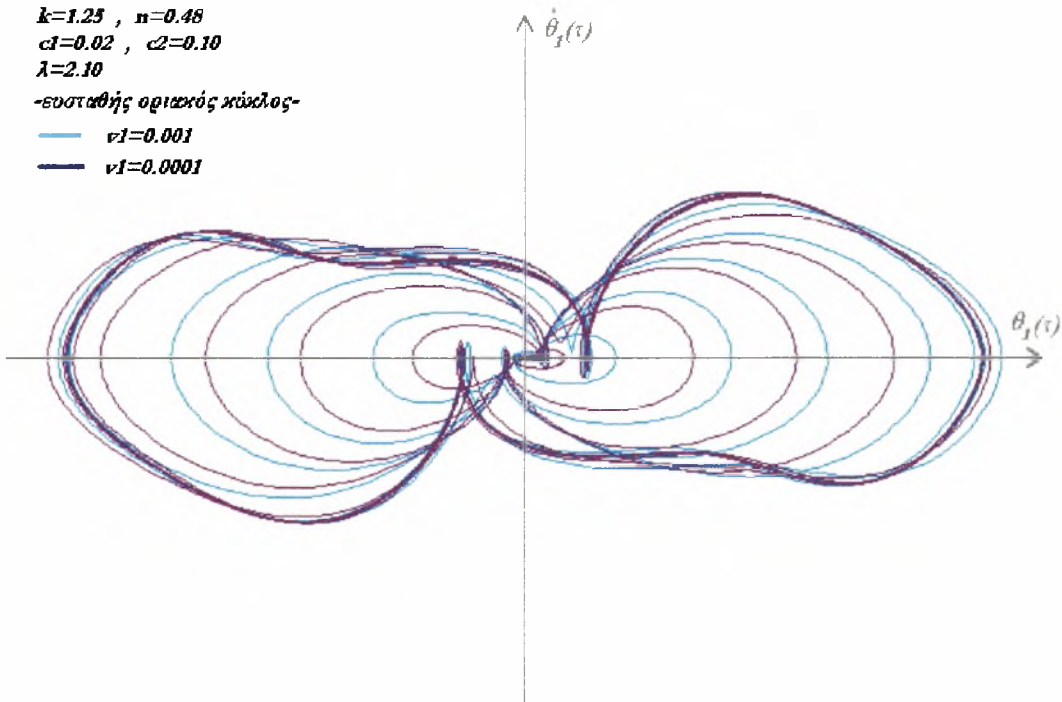 k=1.25 , n=0.48
c1=0.02 , c2=0.10
λ=2.10
-ευσταθής οριακός κύκλος-
v1=0.001
v1=0.0001
θ̇₁(τ)
θ₁(τ)